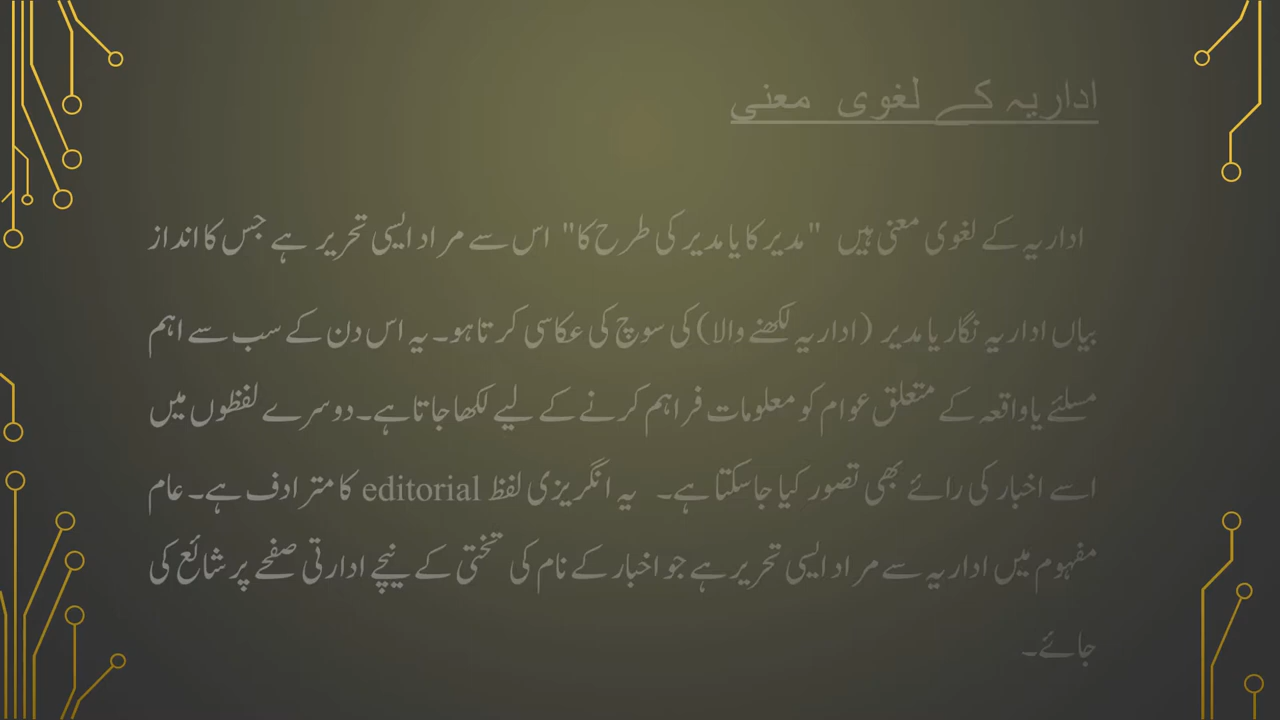 اداریہ کے لغوی معنی
اداریہ کے لغوی معنی ہیں "مدیر کا یا مدیر کی طرح کا" اس سے مراد ایسی تحریر ہے جس کا انداز
بیاں اداریہ نگار یا مدیر (اداریہ لکھنے والا) کی سوچ کی عکاسی کرتا ہو۔ یہ اس دن کے سب سے اہم
مسلئے یا واقعہ کے متعلق عوام کو معلومات فراہم کرنے کے لیے لکھا جاتا ہے۔ دوسرے لفظوں میں
اسے اخبار کی رائے بھی تصور کیا جاسکتا ہے۔ یہ انگریزی لفظ editorial کا مترادف ہے۔ عام
مفہوم میں اداریہ سے مراد ایسی تحریر ہے جو اخبار کے نام کی تختی کے نیچے ادارتی صفحے پر شائع کی
جائے۔